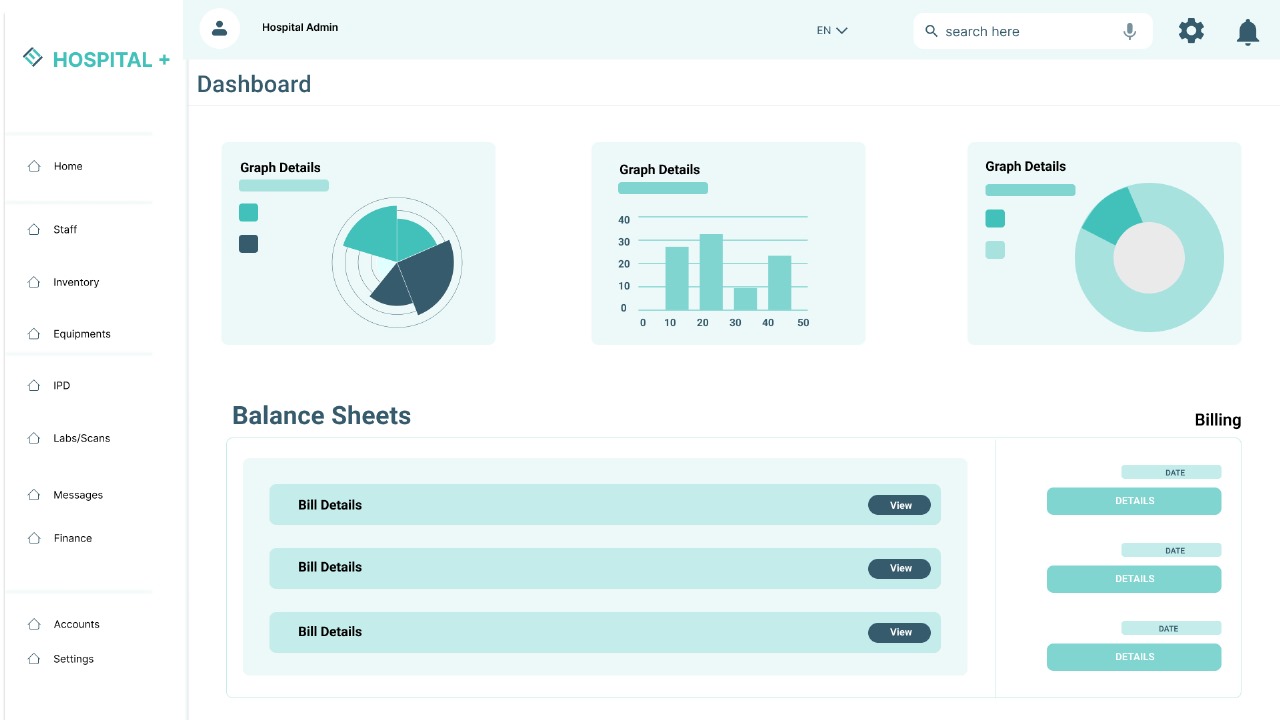 Hospital Admin
EN
search here
HOSPITAL +
Dashboard
Home
Staff
Inventory
Equipments
IPD
Labs/Scans
Messages
Finance
Accounts
Settings
Graph Details
Graph Details
40
30
20
10
0
0 10 20 30 40 50
Graph Details
Balance Sheets
Billing
Bill Details View
Bill Details View
Bill Details View
DATE
DETAILS
DATE
DETAILS
DATE
DETAILS